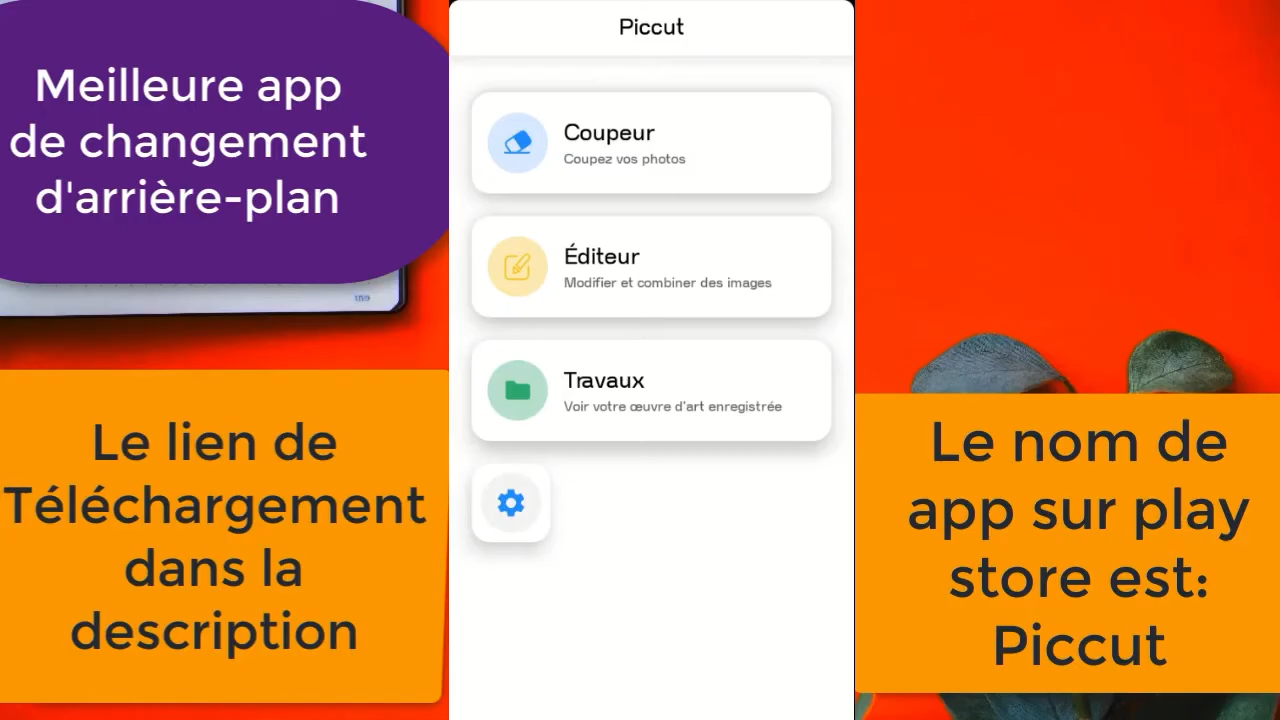 Meilleure app
de changement
d'arrière-plan
159
Le lien de
Téléchargement
dans la
description
Piccut
Coupeur
Coupez vos photos
Éditeur
Modifier et combiner des images
Travaux
Voir votre œuvre d'art enregistrée
Le nom de
app sur play
store est:
Piccut